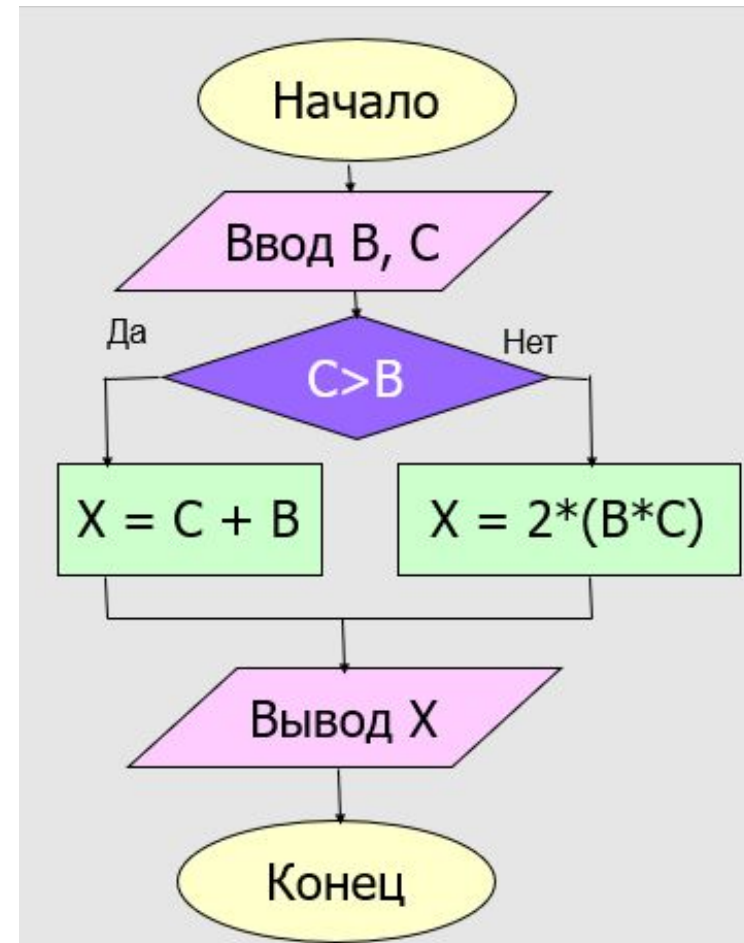 Начало
Ввод B, C
Да
Нет
C>B
X = C + B
X = 2*(B*C)
Вывод X
Конец